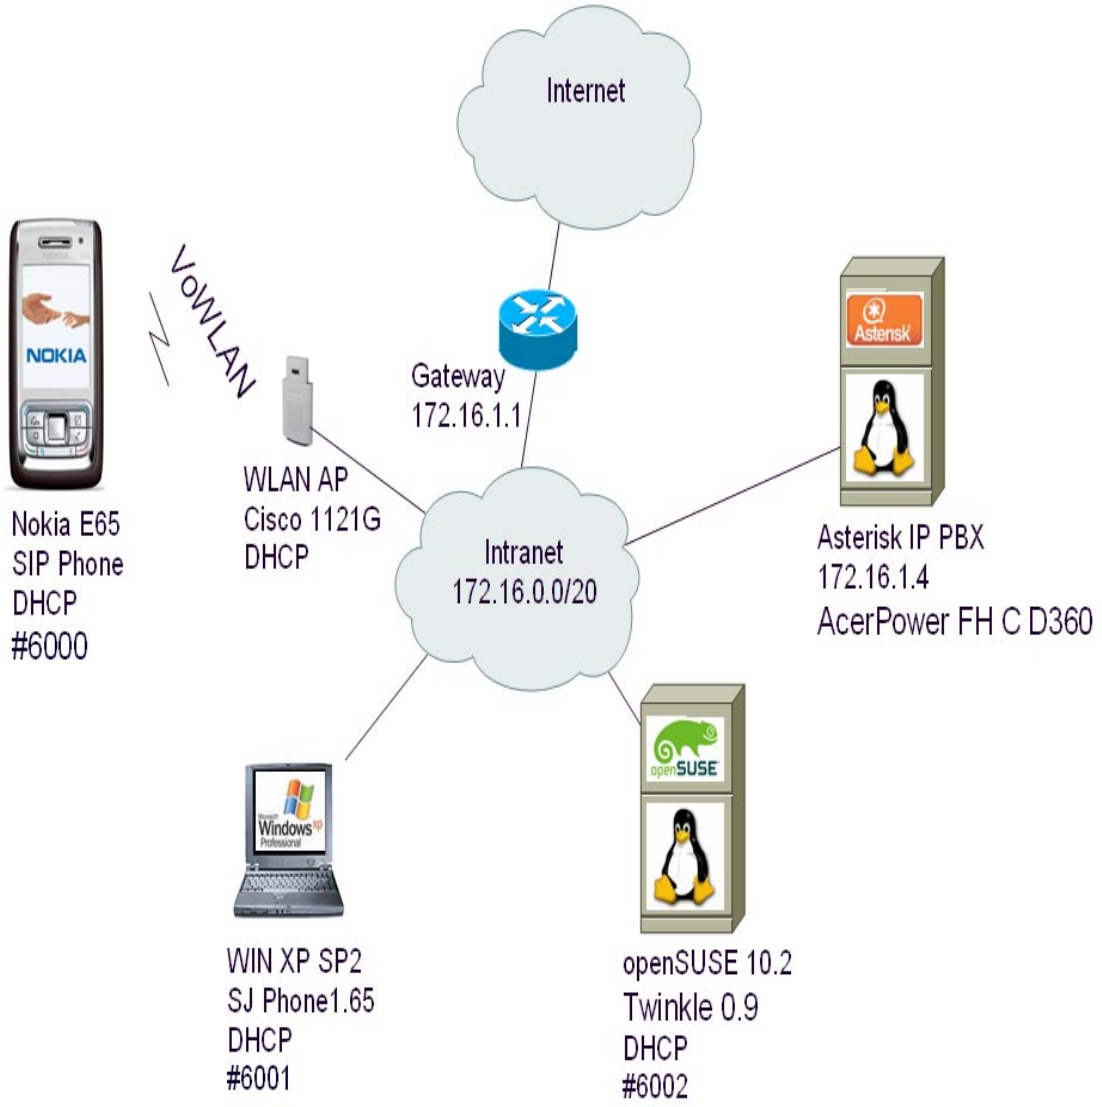 Internet
NOKIA
VoWLAN
Asterisk
Gateway
172.16.1.1
WLAN AP
Cisco 1121G
DHCP
Nokia E65
SIP Phone
DHCP
#6000
Intranet
172.16.0.0/20
Asterisk IP PBX
172.16.1.4
AcerPower FH C D360
Microsoft
Windows xp
Professional
openSUSE
WIN XP SP2
SJ Phone1.65
DHCP
#6001
openSUSE 10.2
Twinkle 0.9
DHCP
#6002